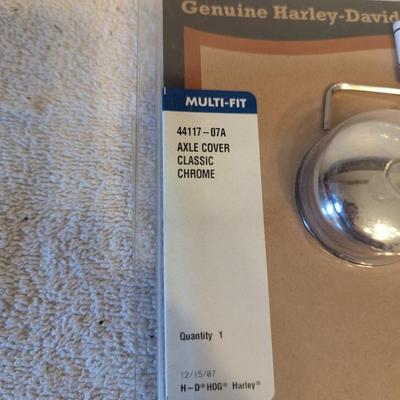 Genuine Harley-David
MULTI-FIT
44117-07A
AXLE COVER
CLASSIC
CHROME
Quantity 1
12/15/07
H-D® HOG® Harley®